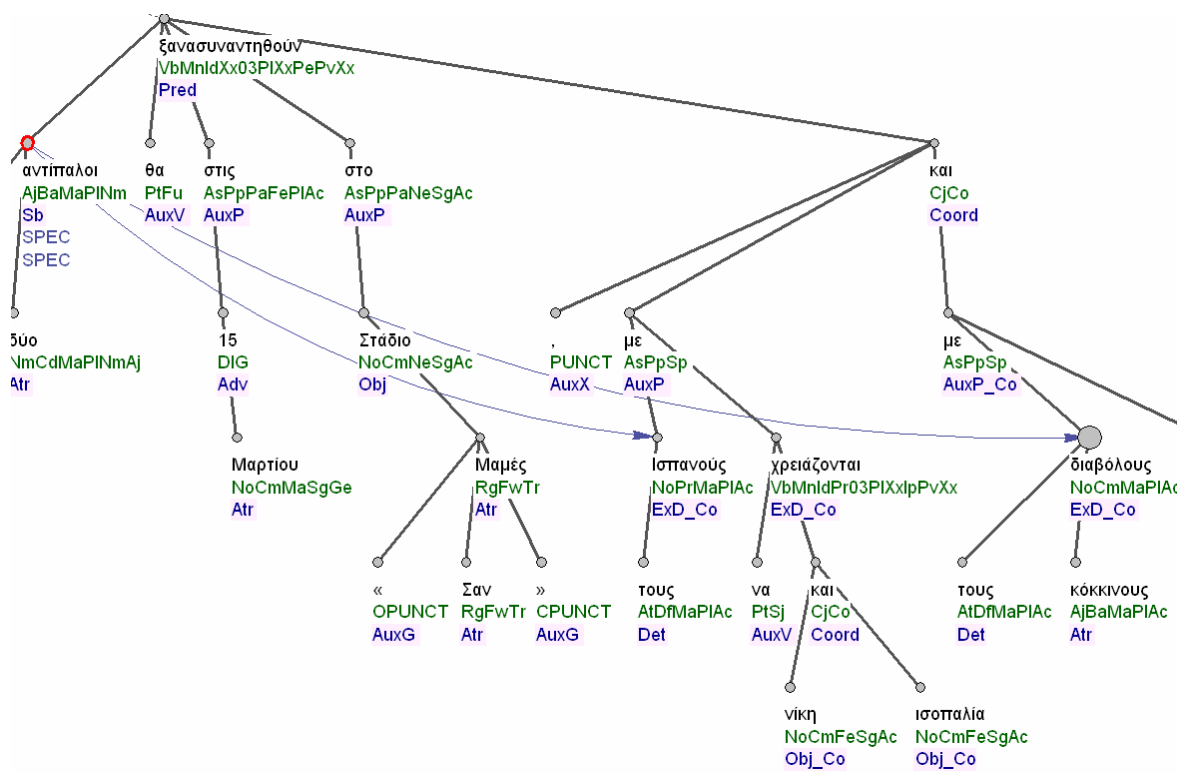 ξανασυναντηθούν
VbMnIdXx03PlXxPePvXx
Pred
αντίπαλοι
AjBaMaPlNm
Sb
SPEC
SPEC
θα
PtFu
AuxV
στις
AsPpPaFePlAc
AuxP
στο
AsPpPaNeSgAc
AuxP
και
CjCo
Coord
δύο
NmCdMaPlNmAj
Atr
15
DIG
Adv
Στάδιο
NoCmNeSgAc
Obj
,
PUNCT
AuxX
με
AsPpSp
AuxP
με
AsPpSp
AuxP_Co
Μαρτίου
NoCmMaSgGe
Atr
Μαμές
RgFwTr
Atr
Ισπανούς
NoPrMaPlAc
ExD_Co
χρειάζονται
VbMnIdPr03PlXxIpPvXx
ExD_Co
διαβόλους
NoCmMaPlAc
ExD_Co
«
OPUNCT
AuxG
Σαν
RgFwTr
Atr
»
CPUNCT
AuxG
τους
AtDfMaPlAc
Det
να
PtSj
AuxV
και
CjCo
Coord
τους
AtDfMaPlAc
Det
κόκκινους
AjBaMaPlAc
Atr
νίκη
NoCmFeSgAc
Obj_Co
ισοπαλία
NoCmFeSgAc
Obj_Co